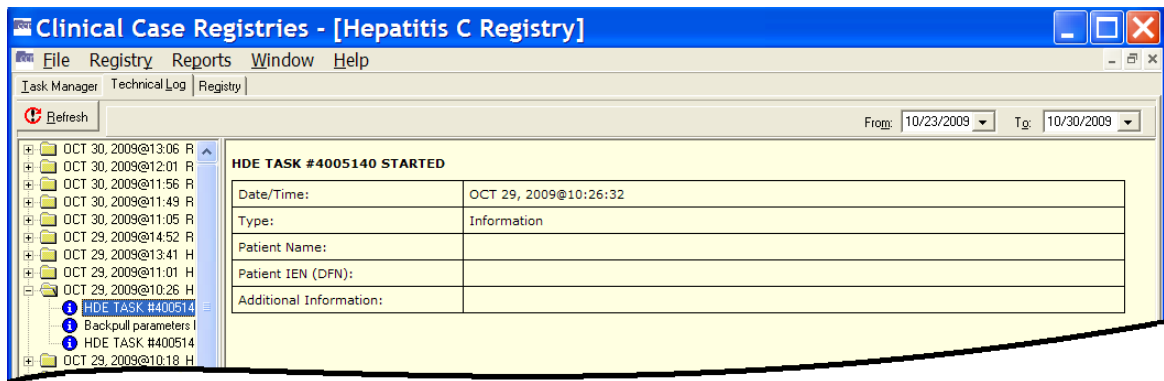 Clinical Case Registries - [Hepatitis C Registry]
File Registry Reports Window Help
Task Manager Technical Log Registry
Refresh From: 10/23/2009 To: 10/30/2009
OCT 30, 2009@13:06 R
OCT 30, 2009@12:01 R
OCT 30, 2009@11:56 R
OCT 30, 2009@11:49 R
OCT 30, 2009@11:05 R
OCT 29, 2009@14:52 R
OCT 29, 2009@13:41 H
OCT 29, 2009@11:01 H
OCT 29, 2009@10:26 H
HDE TASK #400514
Backpull parameters
HDE TASK #400514
OCT 29, 2009@10:18 H
HDE TASK #4005140 STARTED
Date/Time: OCT 29, 2009@10:26:32
Type: Information
Patient Name:
Patient IEN (DFN):
Additional Information: